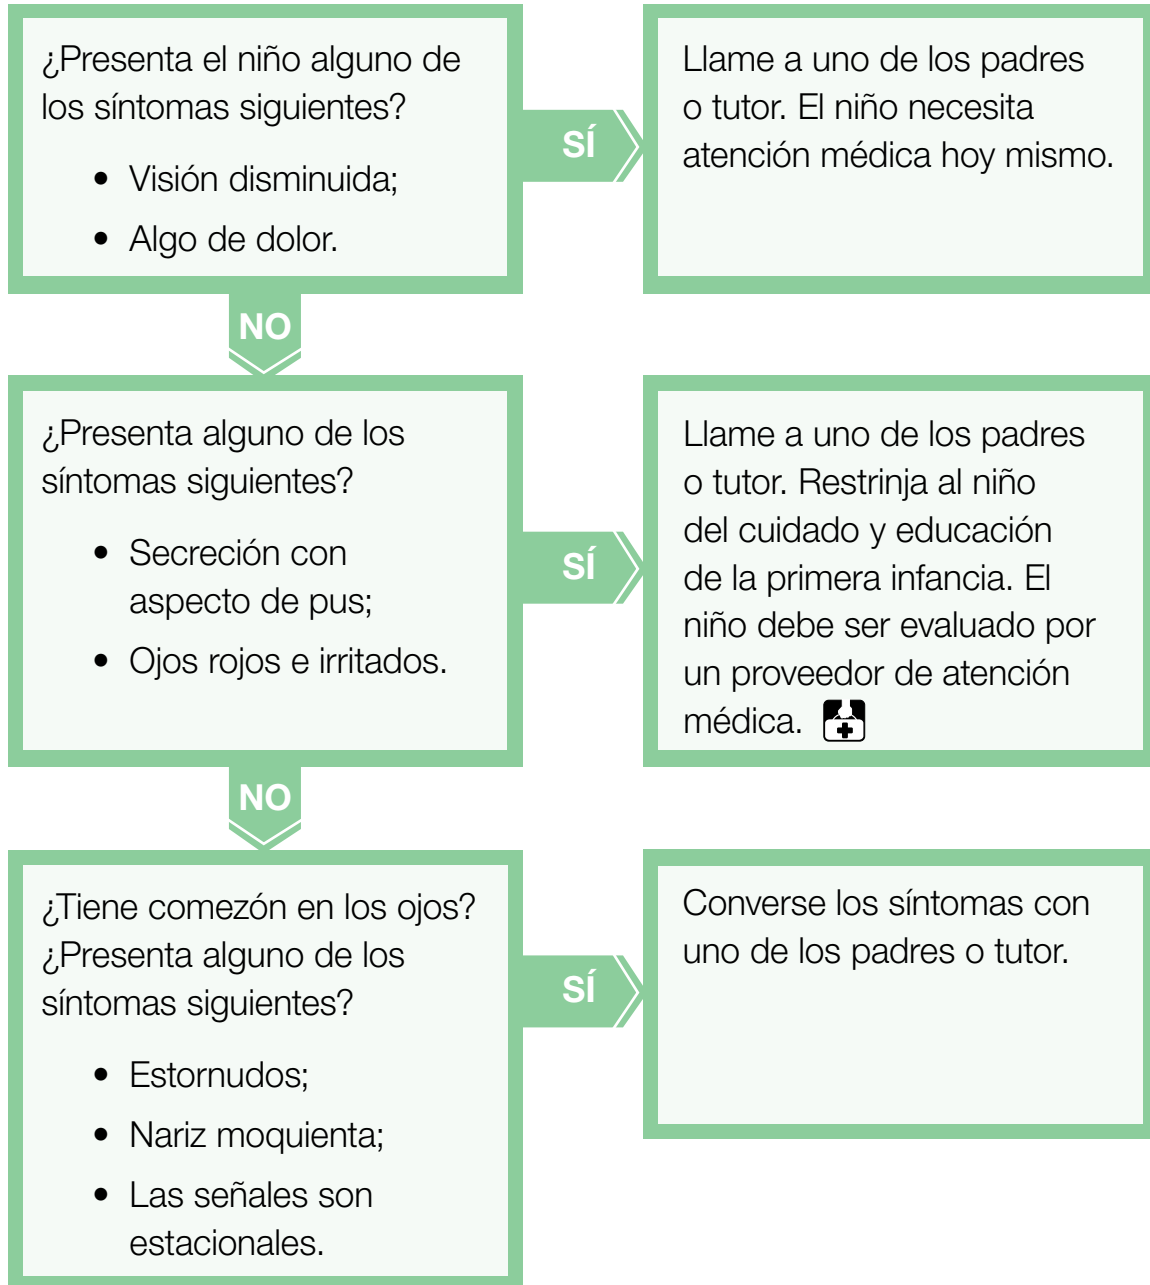 ¿Presenta el niño alguno de
los síntomas siguientes?
• Visión disminuida;
• Algo de dolor.
SÍ
Llame a uno de los padres
o tutor. El niño necesita
atención médica hoy mismo.
NO
¿Presenta alguno de los
síntomas siguientes?
• Secreción con
aspecto de pus;
• Ojos rojos e irritados.
SÍ
Llame a uno de los padres
o tutor. Restrinja al niño
del cuidado y educación
de la primera infancia. El
niño debe ser evaluado por
un proveedor de atención
médica.
NO
¿Tiene comezón en los ojos?
¿Presenta alguno de los
síntomas siguientes?
• Estornudos;
• Nariz moquienta;
• Las señales son
estacionales.
SÍ
Converse los síntomas con
uno de los padres o tutor.